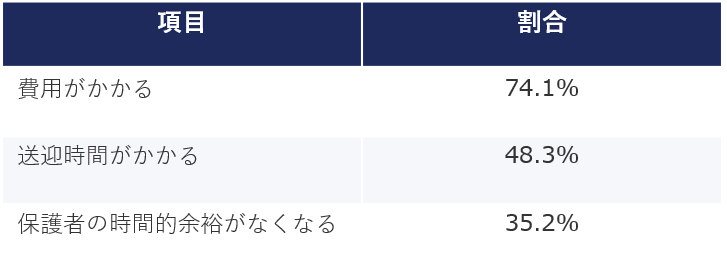 項目 割合
費用がかかる 74.1%
送迎時間がかかる 48.3%
保護者の時間的余裕がなくなる 35.2%